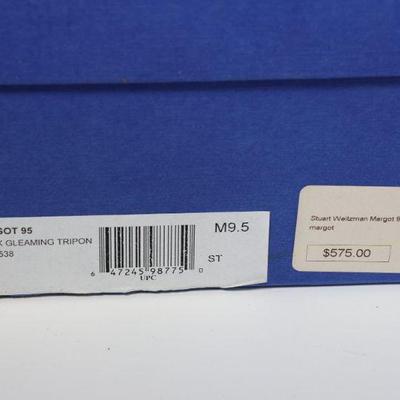 GOT 95
K GLEAMING TRIPON
538
6 47245 98775 0
UPC
M9.5
ST
Stuart Weitzman Margot 9
margot
$575.00